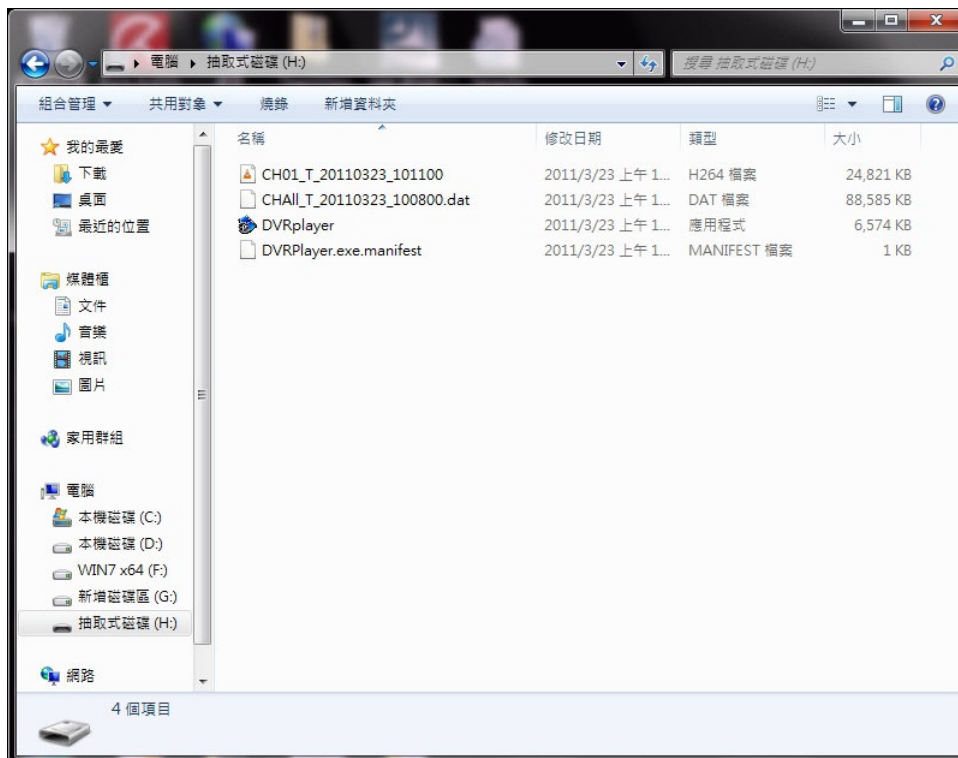 電腦 ▸ 抽取式磁碟 (H:)
搜尋 抽取式磁碟 (H:)
組合管理 ▼ 共用對象 ▼ 燒錄 新增資料夾
我的最愛
下載
桌面
最近的位置
媒體櫃
文件
音樂
視訊
圖片
家用群組
電腦
本機磁碟 (C:)
本機磁碟 (D:)
WIN7 x64 (F:)
新增磁碟區 (G:)
抽取式磁碟 (H:)
網路
名稱 修改日期 類型 大小
CH01_T_20110323_101100 2011/3/23 上午 1... H264 檔案 24,821 KB
CHAll_T_20110323_100800.dat 2011/3/23 上午 1... DAT 檔案 88,585 KB
DVRplayer 2011/3/23 上午 1... 應用程式 6,574 KB
DVRPlayer.exe.manifest 2011/3/23 上午 1... MANIFEST 檔案 1 KB
4 個項目